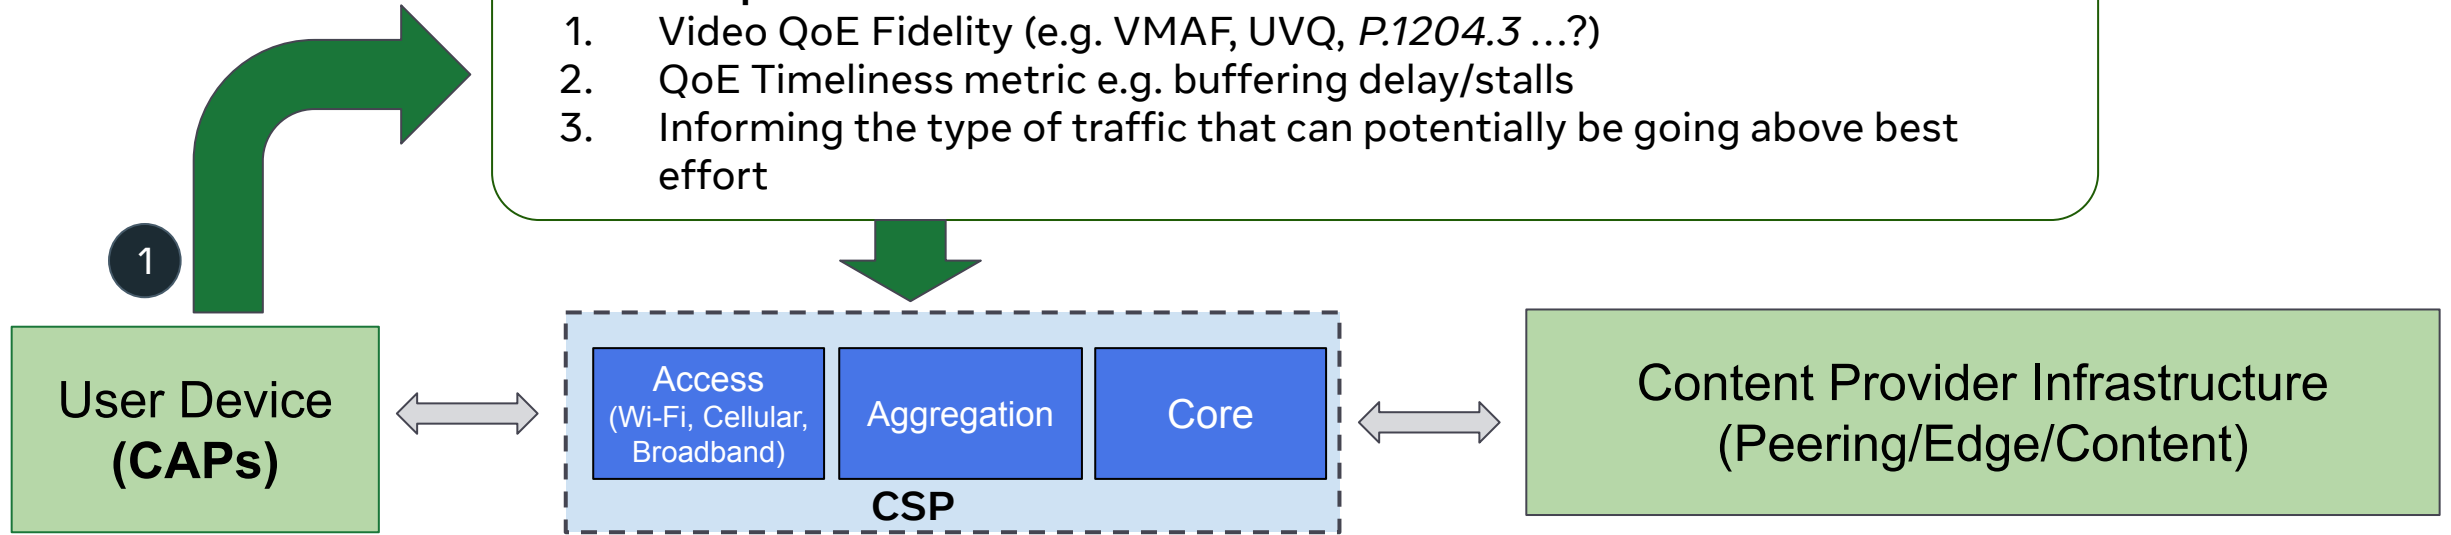 1. Video QoE Fidelity (e.g. VMAF, UVQ, P.1204.3 ...?)
2. QoE Timeliness metric e.g. buffering delay/stalls
3. Informing the type of traffic that can potentially be going above best
effort
1
User Device
(CAPs)
Access
(Wi-Fi, Cellular,
Broadband)
Aggregation
Core
CSP
Content Provider Infrastructure
(Peering/Edge/Content)